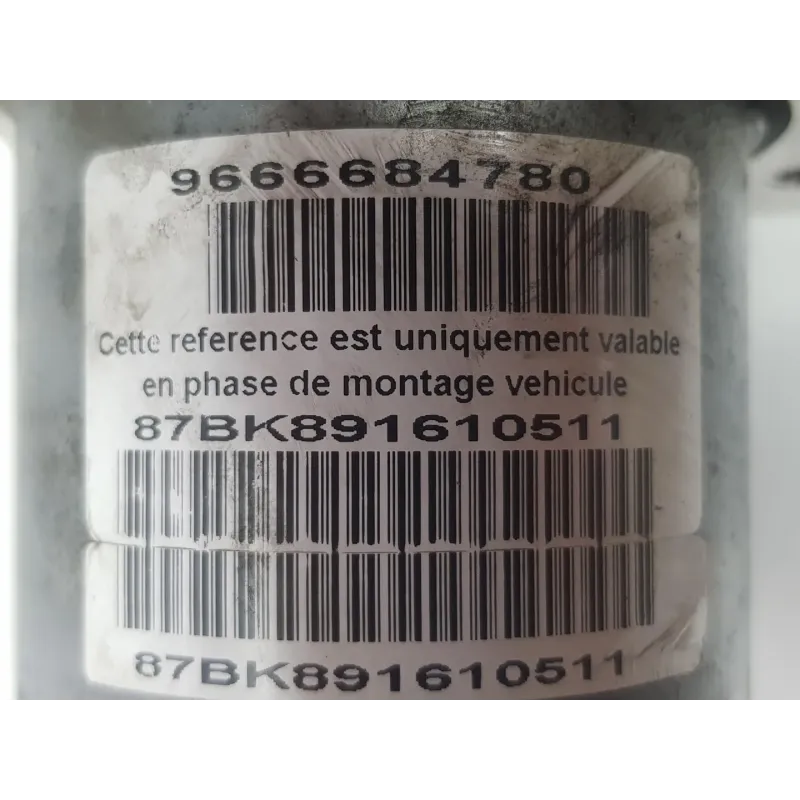 9666684780
Cette reference est uniquement valable
en phase de montage vehicule
87BK891610511
87BK891610511